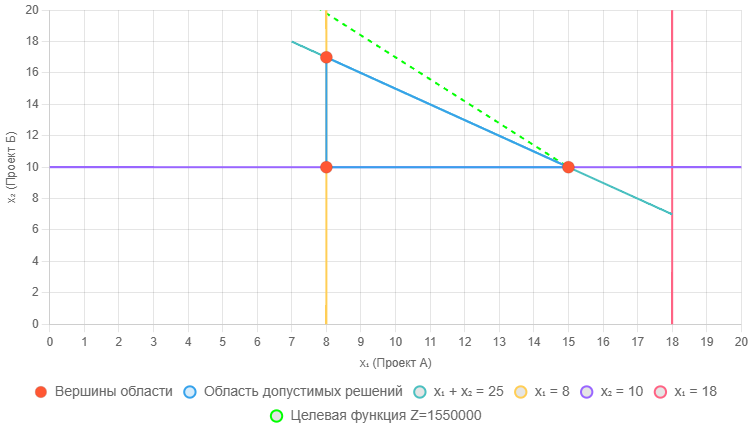 20
18
16
14
12
10
8
6
4
2
0
x₂ (Проект Б)
0 1 2 3 4 5 6 7 8 9 10 11 12 13 14 15 16 17 18 19 20
x₁ (Проект А)
Вершины области Область допустимых решений x₁ + x₂ = 25 x₁ = 8 x₂ = 10 x₁ = 18
Целевая функция Z=1550000